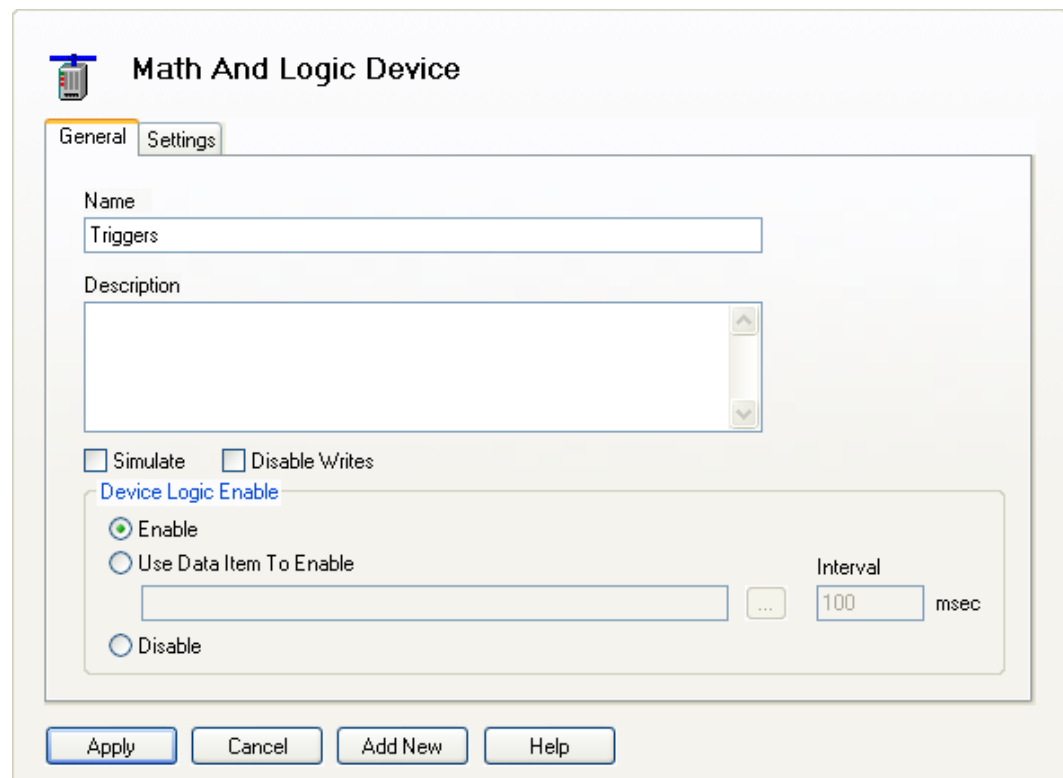 Math And Logic Device
General Settings
Name
Triggers
Description
Simulate Disable Writes
Device Logic Enable
Enable
Use Data Item To Enable
Interval
... 100 msec
Disable
Apply Cancel Add New Help